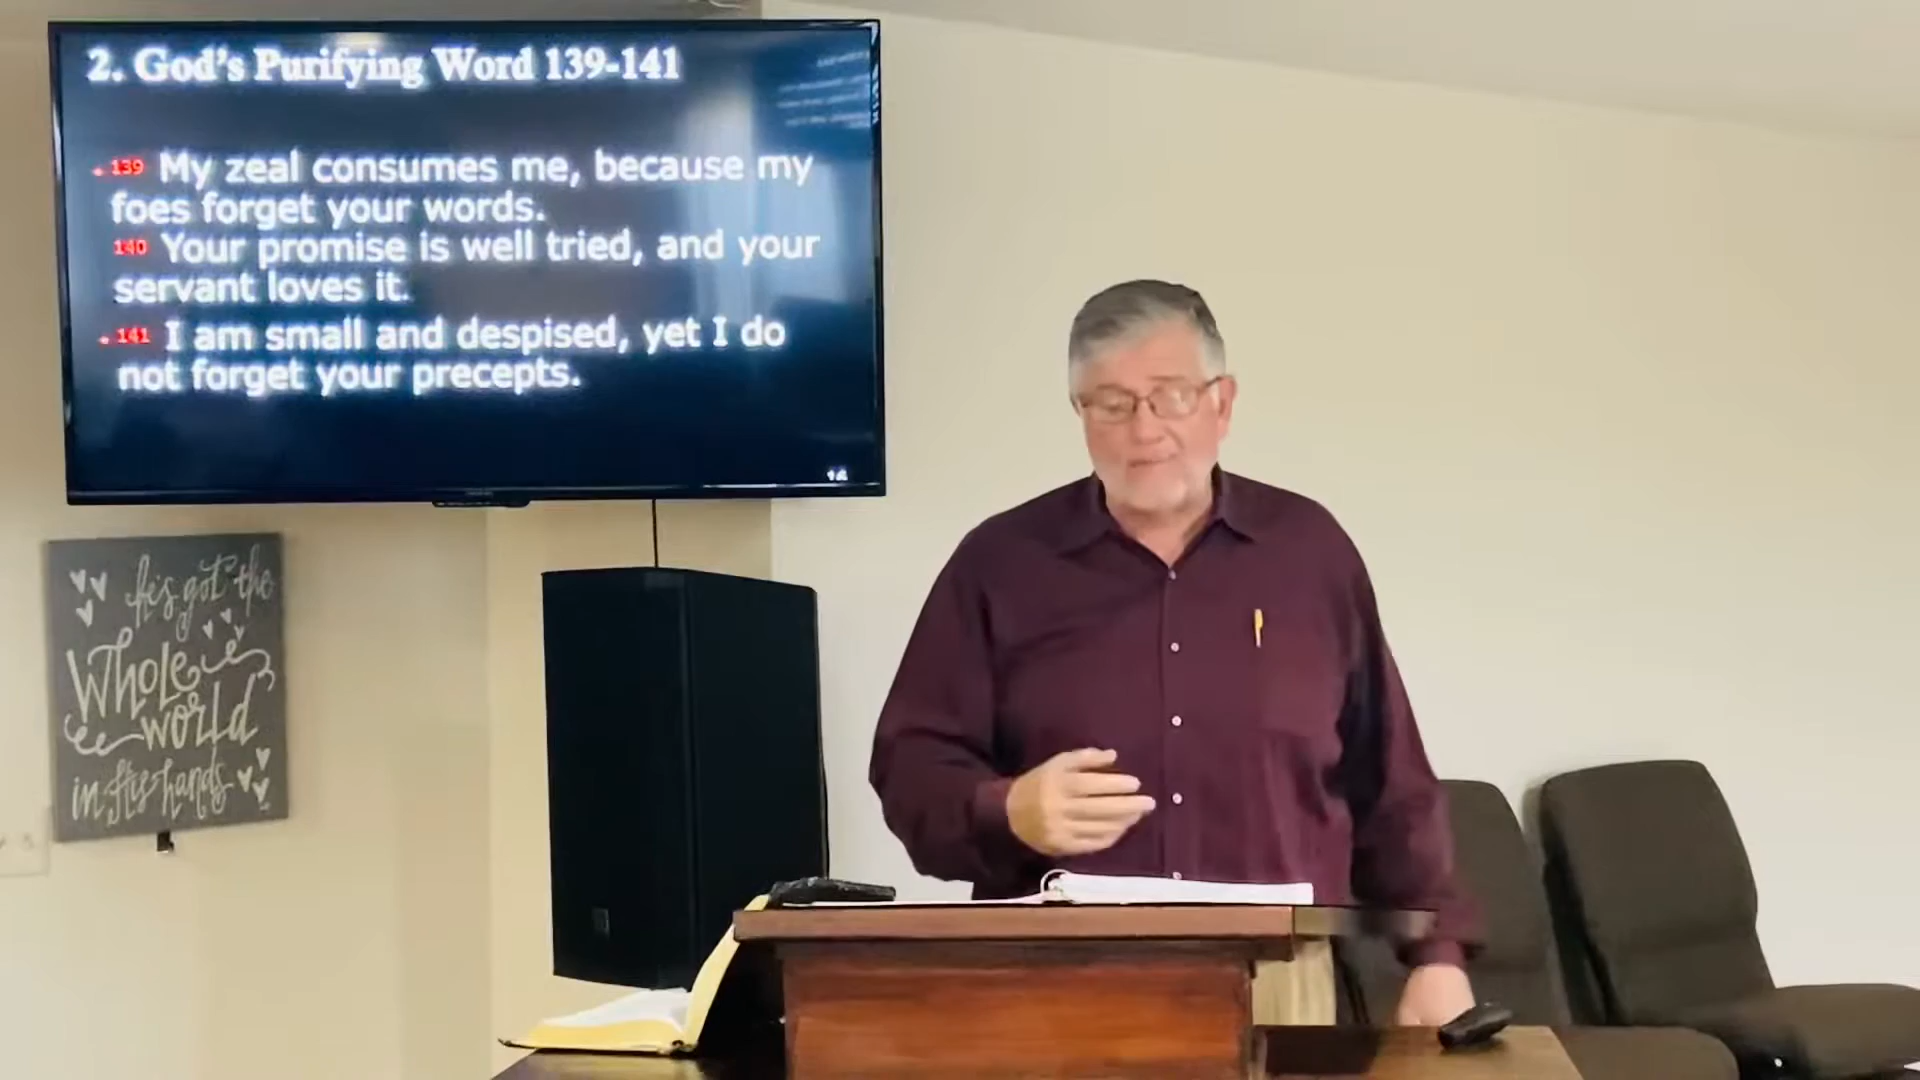 2. God's Purifying Word 139-141
139 My zeal consumes me, because my
foes forget your words.
140 Your promise is well tried, and your
servant loves it.
141 I am small and despised, yet I do
not forget your precepts.
He's got the
Whole
world
in His hands